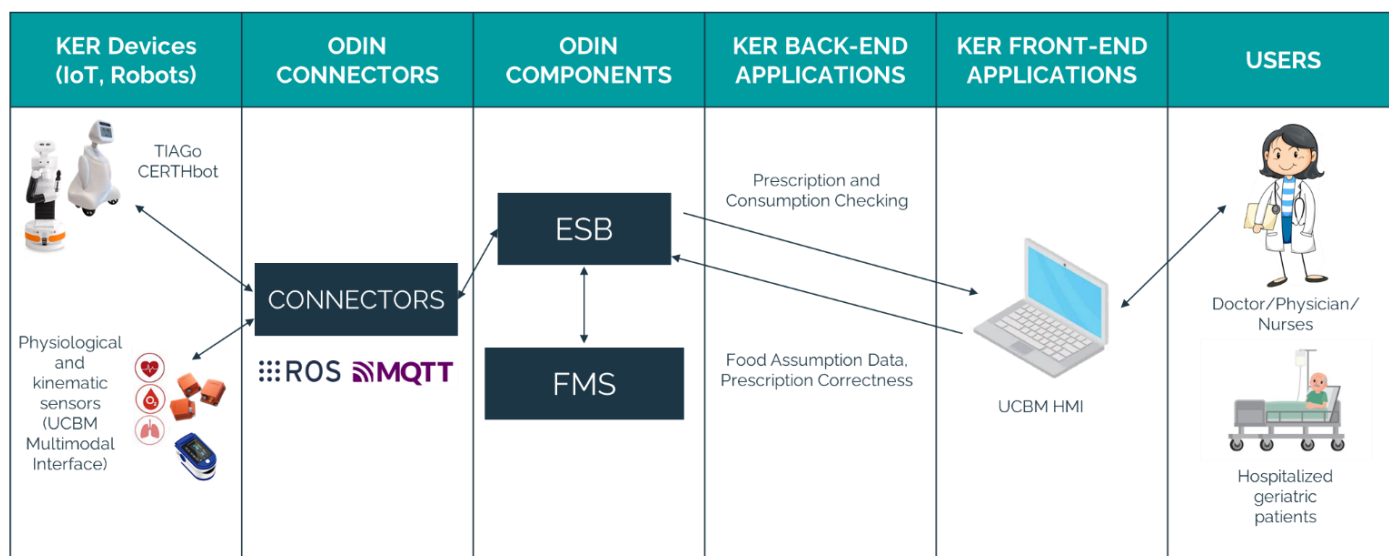 KER Devices
(IoT, Robots)
ODIN
CONNECTORS
ODIN
COMPONENTS
KER BACK-END
APPLICATIONS
KER FRONT-END
APPLICATIONS
USERS
TIAGo
CERTHbot
Physiological
and
kinematic
sensors
(UCBM
Multimodal
Interface)
O₂
CONNECTORS
ROS MQTT
ESB
FMS
Prescription and
Consumption Checking
Food Assumption Data,
Prescription Correctness
UCBM HMI
Doctor/Physician/
Nurses
Hospitalized
geriatric
patients